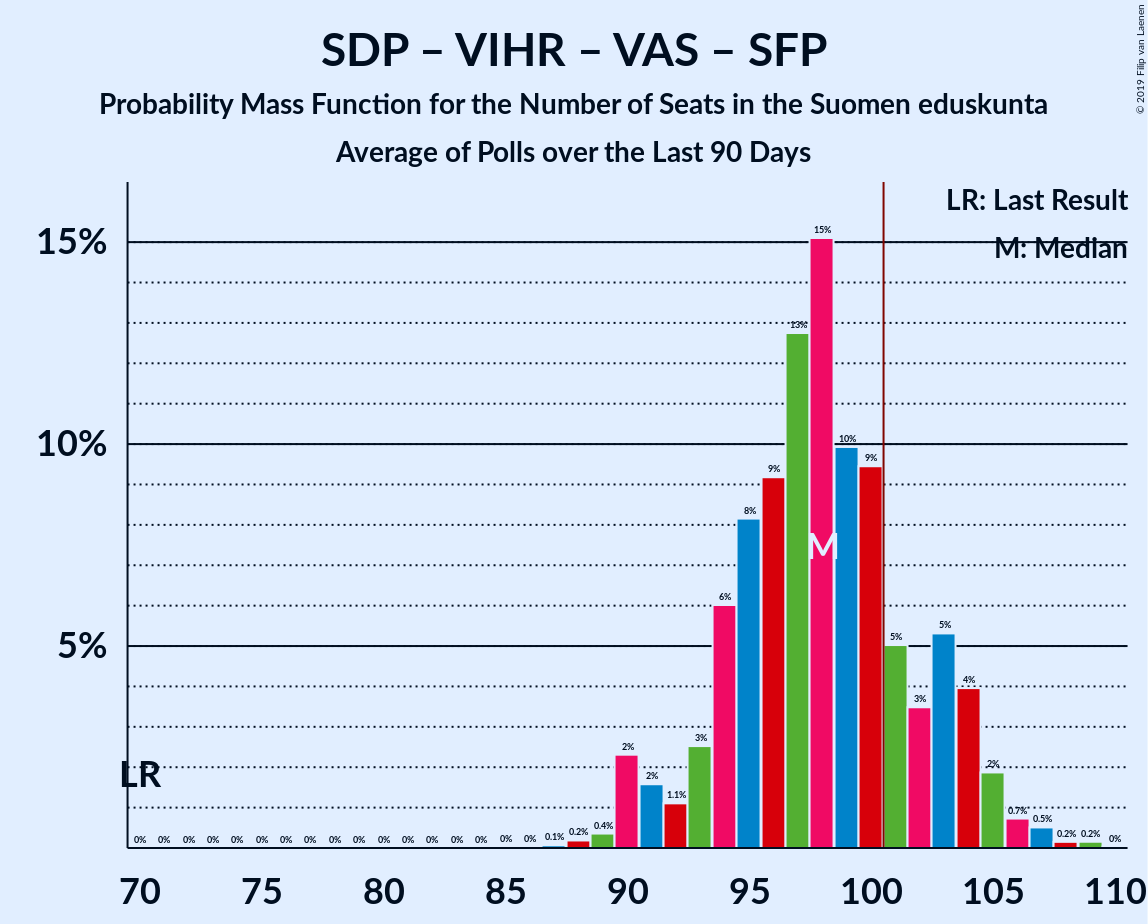 SDP – VIHR – VAS – SFP
Probability Mass Function for the Number of Seats in the Suomen eduskunta
Average of Polls over the Last 90 Days
© 2019 Filip van Laenen
LR: Last Result
M: Median
15%
10%
5%
LR
M
0% 0% 0% 0% 0% 0% 0% 0% 0% 0% 0% 0% 0% 0% 0% 0% 0% 0.1% 0.2% 0.4% 2% 2% 1.1% 3% 6% 8% 9% 13% 15% 10% 9% 5% 3% 5% 4% 2% 0.7% 0.5% 0.2% 0.2% 0%
70 75 80 85 90 95 100 105 110